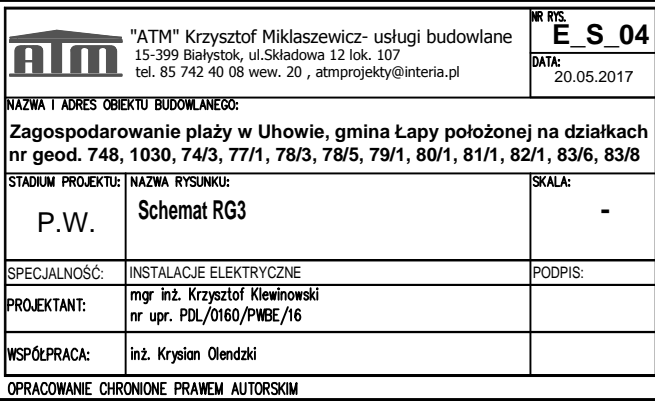 ATM
"ATM" Krzysztof Miklaszewicz- usługi budowlane
15-399 Białystok, ul.Składowa 12 lok. 107
tel. 85 742 40 08 wew. 20 , atmprojekty@interia.pl
NR RYS.
E_S_04
DATA:
20.05.2017
NAZWA I ADRES OBIEKTU BUDOWLANEGO:
Zagospodarowanie plaży w Uhowie, gmina Łapy położonej na działkach
nr geod. 748, 1030, 74/3, 77/1, 78/3, 78/5, 79/1, 80/1, 81/1, 82/1, 83/6, 83/8
STADIUM PROJEKTU:
P.W.
NAZWA RYSUNKU:
Schemat RG3
SKALA:
-
SPECJALNOŚĆ:
INSTALACJE ELEKTRYCZNE
PODPIS:
PROJEKTANT:
mgr inż. Krzysztof Klewinowski
nr upr. PDL/0160/PWBE/16
WSPÓŁPRACA:
inż. Krysian Olendzki
OPRACOWANIE CHRONIONE PRAWEM AUTORSKIM